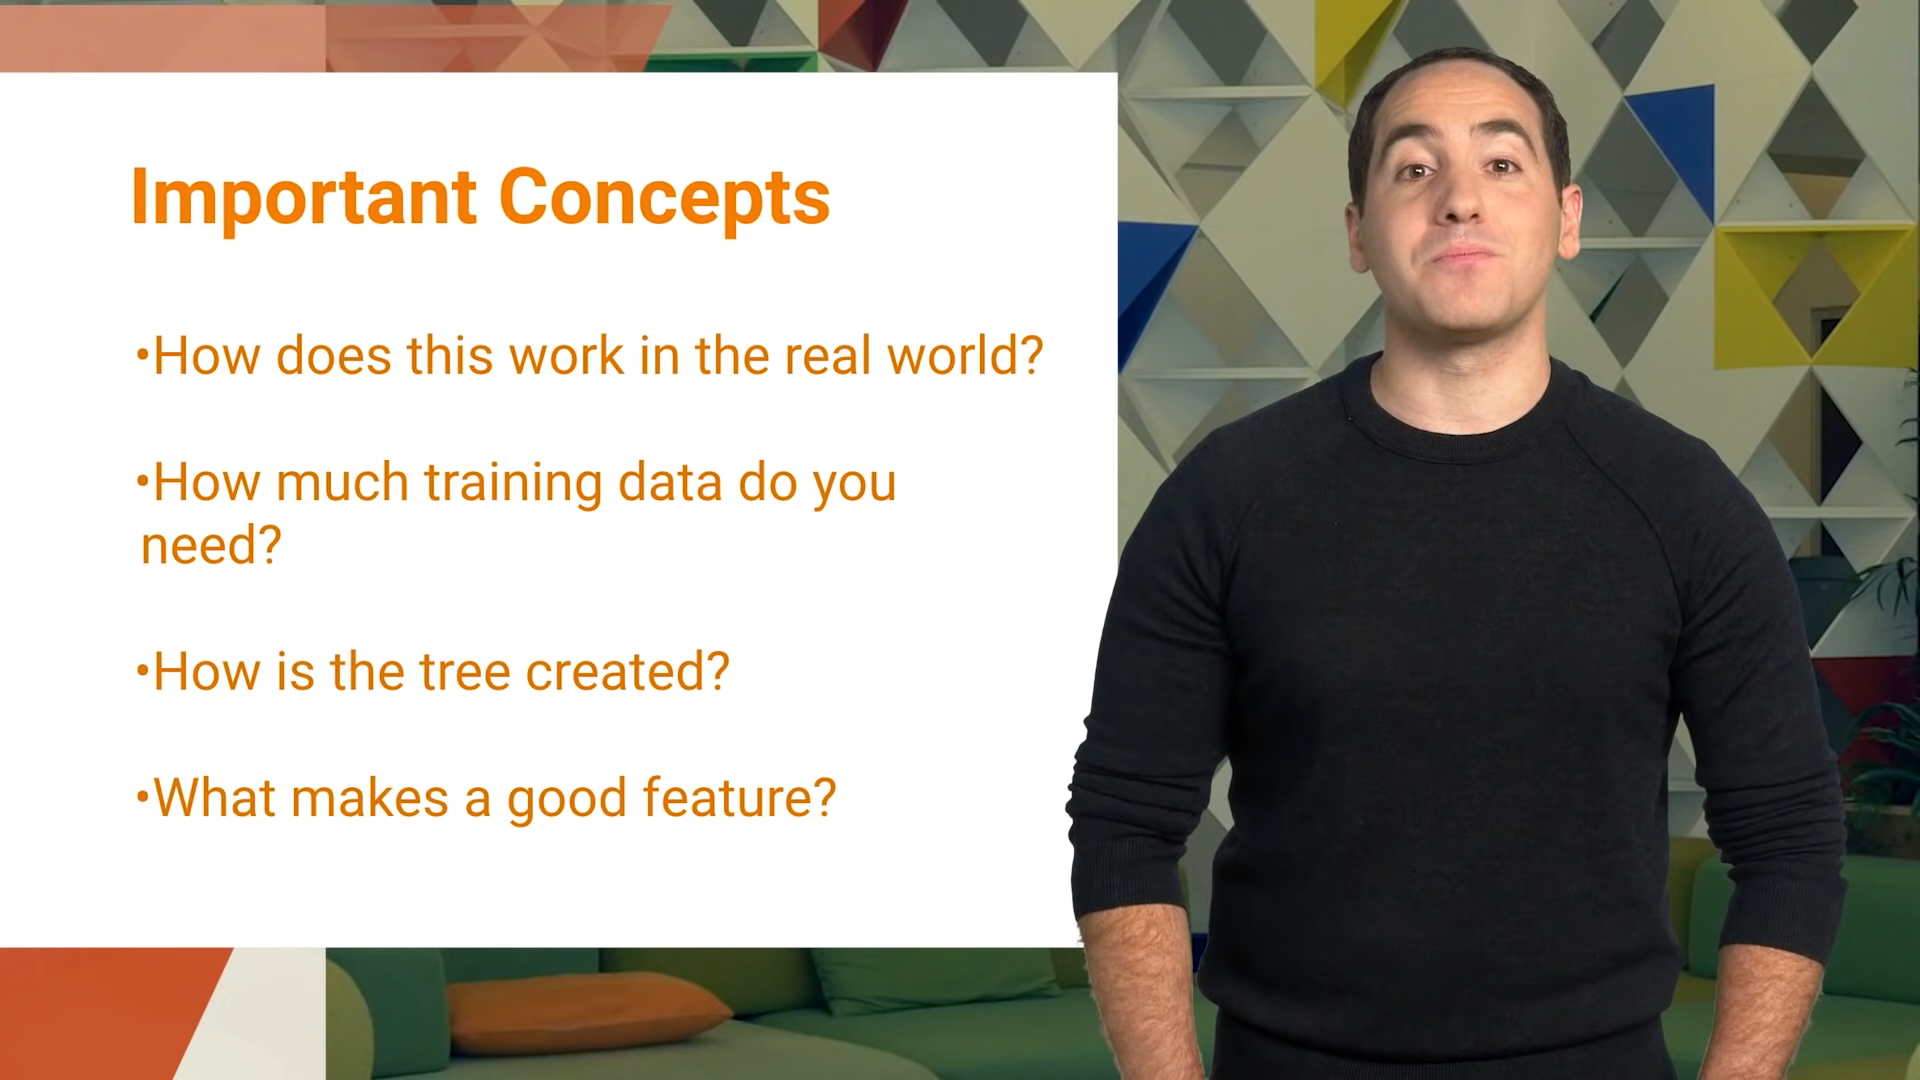 Important Concepts
•How does this work in the real world?
•How much training data do you
need?
•How is the tree created?
•What makes a good feature?